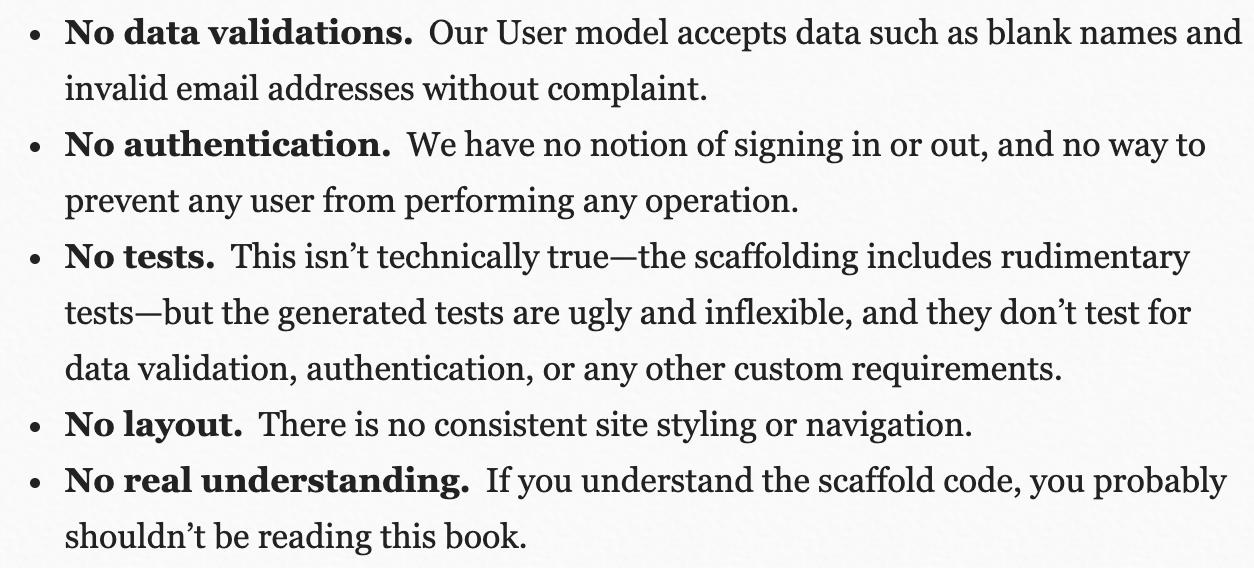 • No data validations. Our User model accepts data such as blank names and
invalid email addresses without complaint.
• No authentication. We have no notion of signing in or out, and no way to
prevent any user from performing any operation.
• No tests. This isn’t technically true—the scaffolding includes rudimentary
tests—but the generated tests are ugly and inflexible, and they don’t test for
data validation, authentication, or any other custom requirements.
• No layout. There is no consistent site styling or navigation.
• No real understanding. If you understand the scaffold code, you probably
shouldn’t be reading this book.